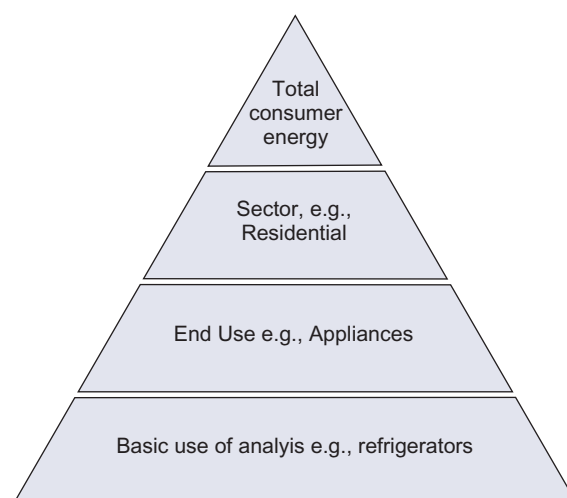 Total
consumer
energy
Sector, e.g.,
Residential
End Use e.g., Appliances
Basic use of analyis e.g., refrigerators